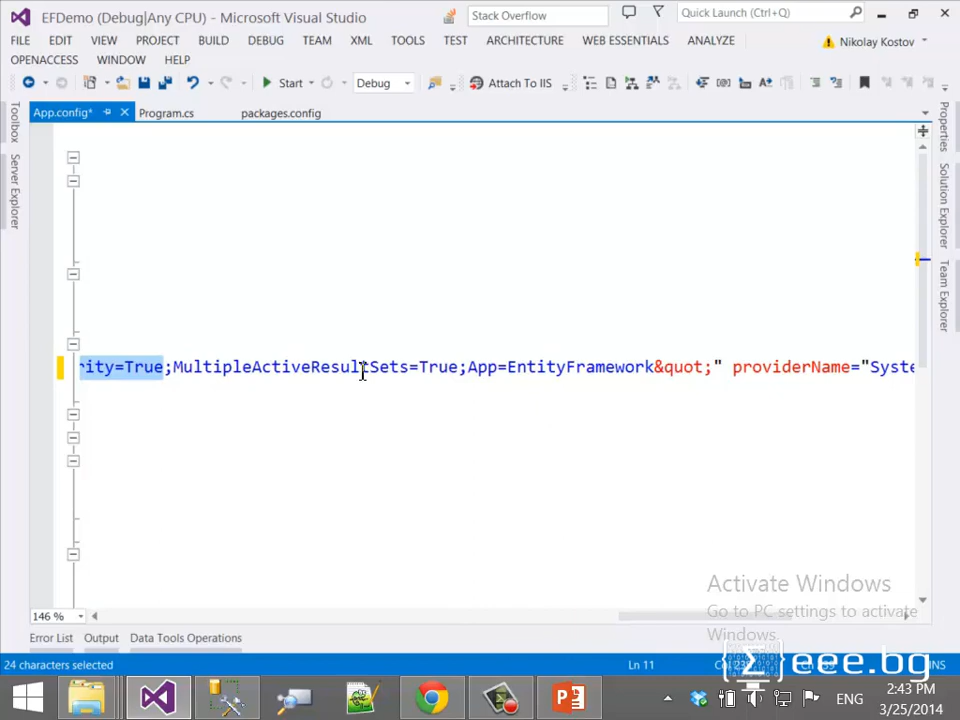 EFDemo (Debug|Any CPU) - Microsoft Visual Studio
Stack Overflow
Quick Launch (Ctrl+Q)
FILE EDIT VIEW PROJECT BUILD DEBUG TEAM XML TOOLS TEST ARCHITECTURE WEB ESSENTIALS ANALYZE
Nikolay Kostov
OPENACCESS WINDOW HELP
Start
Debug
Attach To IIS
App.config*
Program.cs
packages.config
Toolbox
Server Explorer
Properties
Solution Explorer
Team Explorer
rity=True;MultipleActiveResultSets=True;App=EntityFramework&quot;" providerName="Syste
Activate Windows
Go to PC settings to activate
Windows.
146 %
Error List Output Data Tools Operations
24 characters selected
Ln 11
INS
eee.bg
ENG
2:43 PM
3/25/2014